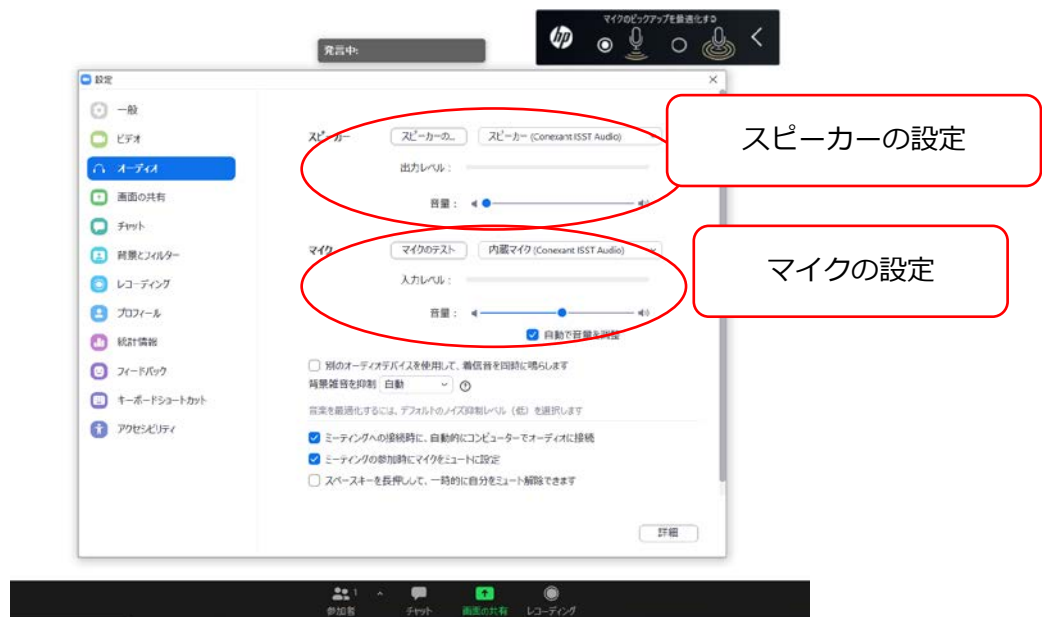 マイクのピックアップを最適化する
hp
発言中:
設定
一般
ビデオ
オーディオ
画面の共有
チャット
背景とフィルター
レコーディング
プロフィール
統計情報
フィードバック
キーボードショートカット
アクセシビリティ
スピーカー
スピーカーの...
スピーカー (Conexant ISST Audio)
出力レベル:
音量:
マイク
マイクのテスト
内蔵マイク (Conexant ISST Audio)
入力レベル:
音量:
自動で音量を調整
別のオーディオデバイスを使用して、着信音を同時に鳴らします
背景雑音を抑制 自動
音楽を最適化するには、デフォルトのノイズ抑制レベル（低）を選択します
ミーティングへの接続時に、自動的にコンピューターでオーディオに接続
ミーティングの参加時にマイクをミュートに設定
スペースキーを長押しして、一時的に自分をミュート解除できます
詳細
スピーカーの設定
マイクの設定
1
参加者
チャット
画面の共有
レコーディング